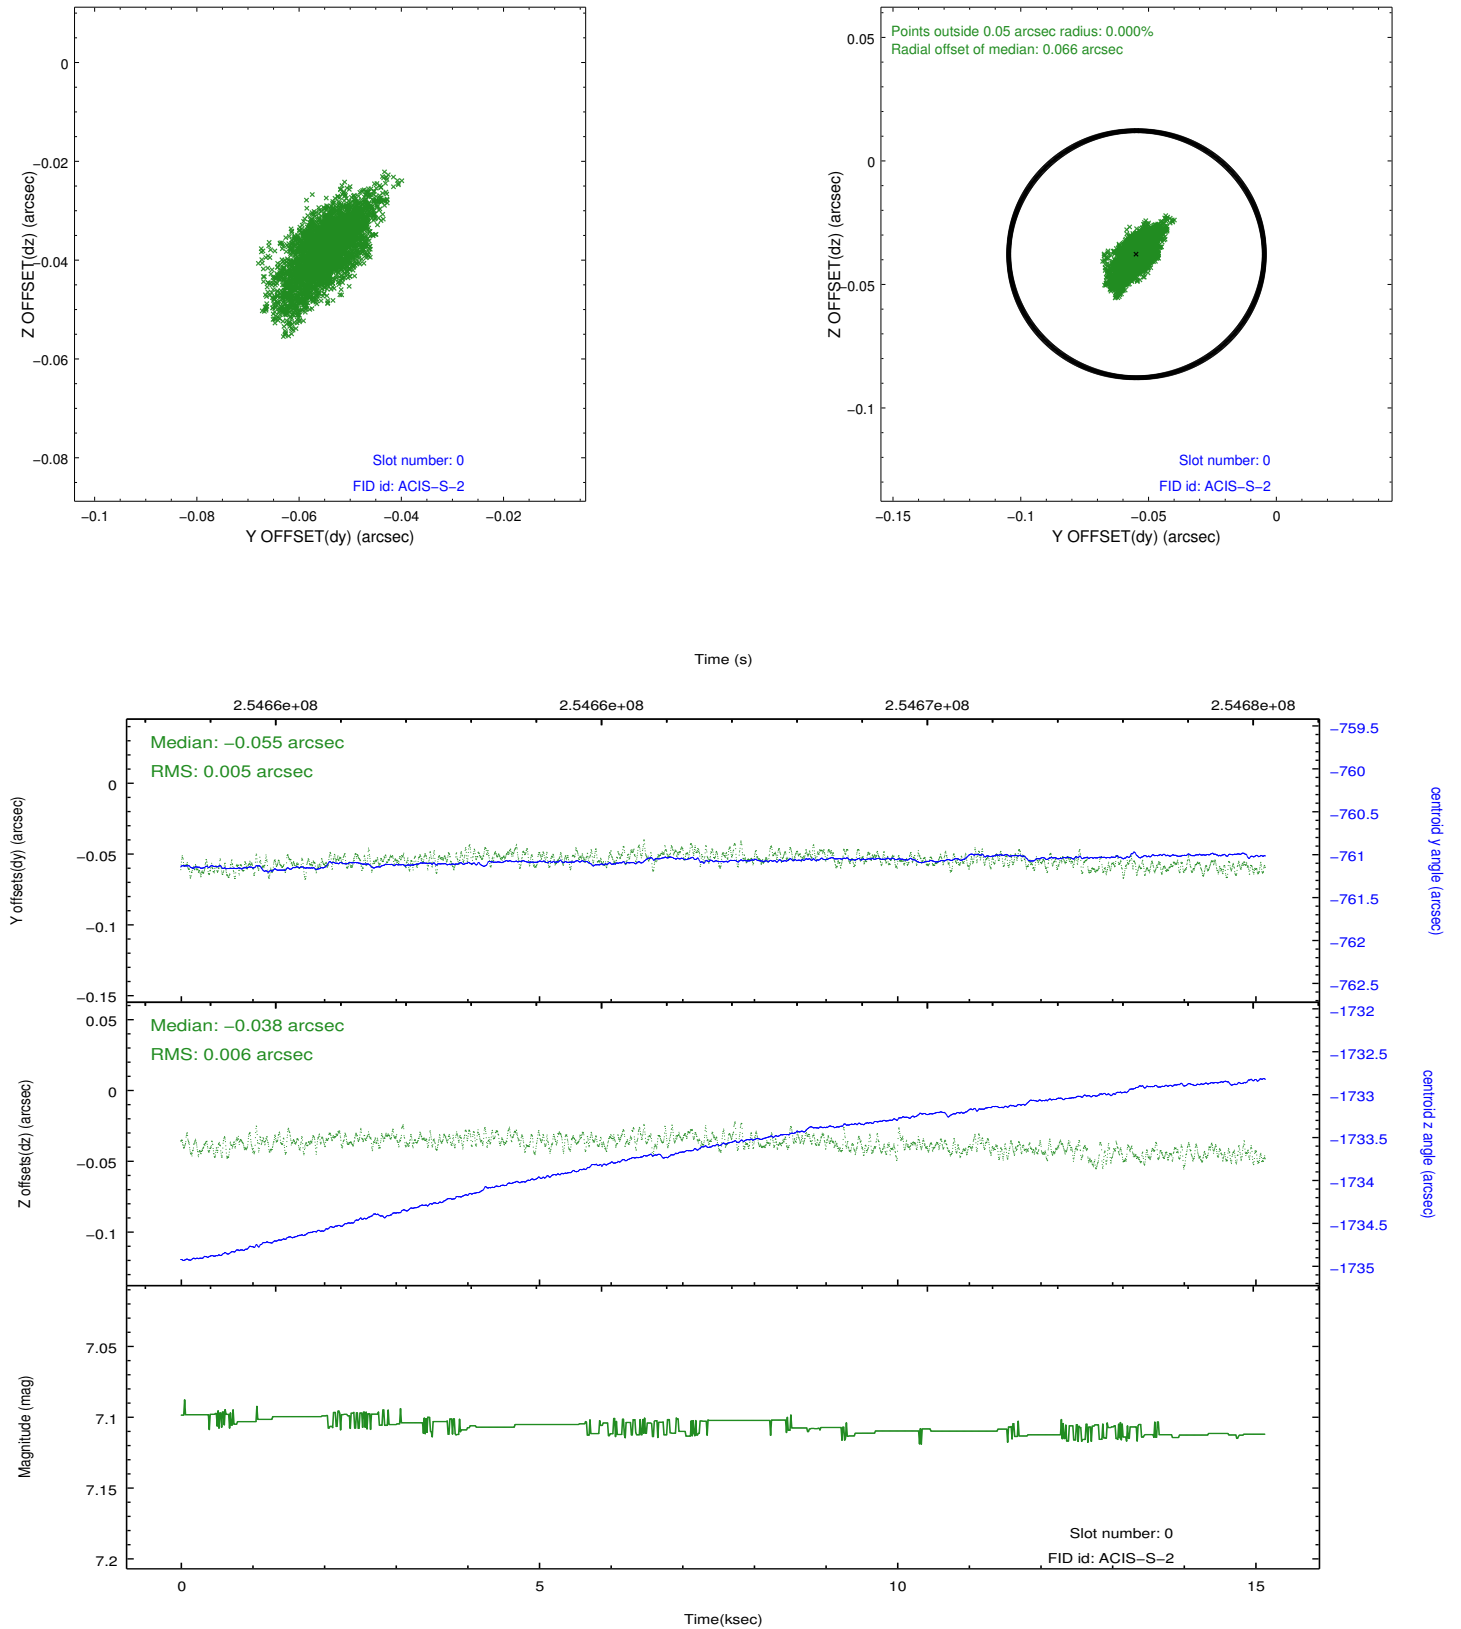 0
−0.02
−0.04
−0.06
−0.08
Z OFFSET(dz) (arcsec)
Slot number: 0
FID id: ACIS−S−2
−0.1
−0.08
−0.06
−0.04
−0.02
Y OFFSET(dy) (arcsec)
Points outside 0.05 arcsec radius: 0.000%
Radial offset of median: 0.066 arcsec
0.05
0
−0.05
−0.1
Z OFFSET(dz) (arcsec)
Slot number: 0
FID id: ACIS−S−2
−0.15
−0.1
−0.05
0
Y OFFSET(dy) (arcsec)
Time (s)
2.5466e+08
2.5466e+08
2.5467e+08
2.5468e+08
Median: −0.055 arcsec
RMS: 0.005 arcsec
0
−0.05
−0.1
−0.15
Y offsets(dy) (arcsec)
−759.5
−760
−760.5
−761
−761.5
−762
−762.5
centroid y angle (arcsec)
Median: −0.038 arcsec
RMS: 0.006 arcsec
0.05
0
−0.05
−0.1
Z offsets(dz) (arcsec)
−1732
−1732.5
−1733
−1733.5
−1734
−1734.5
−1735
centroid z angle (arcsec)
7.05
7.1
7.15
7.2
Magnitude (mag)
Slot number: 0
FID id: ACIS−S−2
0
5
10
15
Time(ksec)